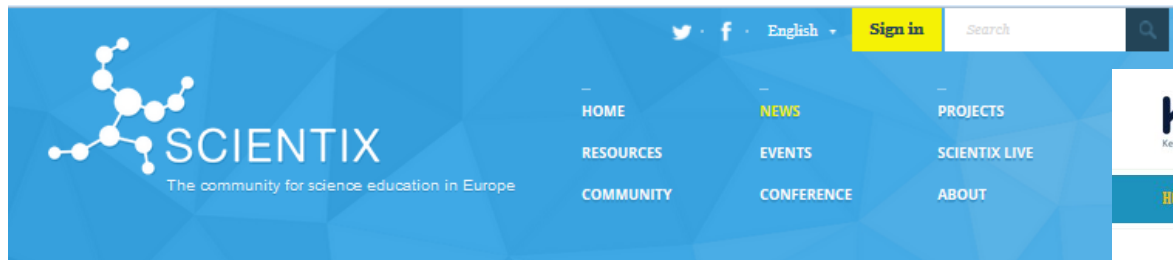 English
Sign in
Search
SCIENTIX
The community for science education in Europe
HOME NEWS PROJECTS
RESOURCES EVENTS SCIENTIX LIVE
COMMUNITY CONFERENCE ABOUT